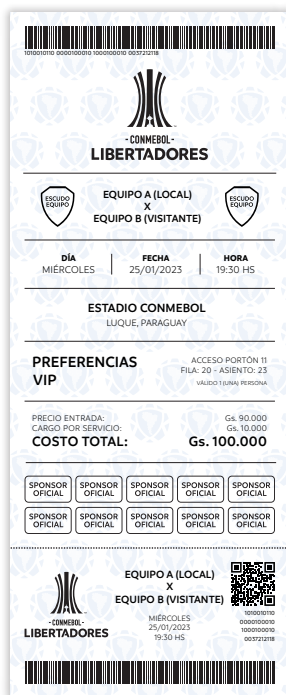 1010010110 0000100010 1000100010 0037212118
- CONMEBOL -
LIBERTADORES
ESCUDO
EQUIPO
EQUIPO A (LOCAL)
X
EQUIPO B (VISITANTE)
ESCUDO
EQUIPO
DÍA FECHA HORA
MIÉRCOLES 25/01/2023 19:30 HS
ESTADIO CONMEBOL
LUQUE, PARAGUAY
PREFERENCIAS
VIP
ACCESO PORTÓN 11
FILA: 20 - ASIENTO: 23
VÁLIDO 1 (UNA) PERSONA
PRECIO ENTRADA: Gs. 90.000
CARGO POR SERVICIO: Gs. 10.000
COSTO TOTAL: Gs. 100.000
SPONSOR OFICIAL SPONSOR OFICIAL SPONSOR OFICIAL SPONSOR OFICIAL SPONSOR OFICIAL
SPONSOR OFICIAL SPONSOR OFICIAL SPONSOR OFICIAL SPONSOR OFICIAL SPONSOR OFICIAL
- CONMEBOL -
LIBERTADORES
EQUIPO A (LOCAL)
X
EQUIPO B (VISITANTE)
MIÉRCOLES
25/01/2023
19:30 HS
1010010110
0000100010
1000100010
0037212118